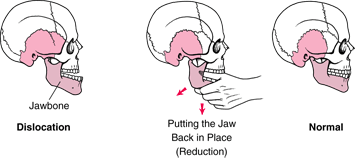 Jawbone
Dislocation
Putting the Jaw
Back in Place
(Reduction)
Normal